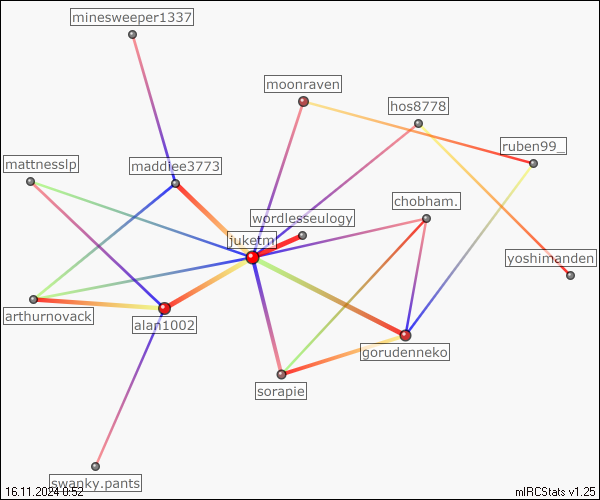 minesweeper1337
moonraven
hos8778
ruben99_
mattnesslp
maddiee3773
chobham.
wordlesseulogy
juketm
yoshimanden
arthurnovack
alan1002
gorudenneko
sorapie
swanky.pants
16.11.2024 0:52
mIRCStats v1.25